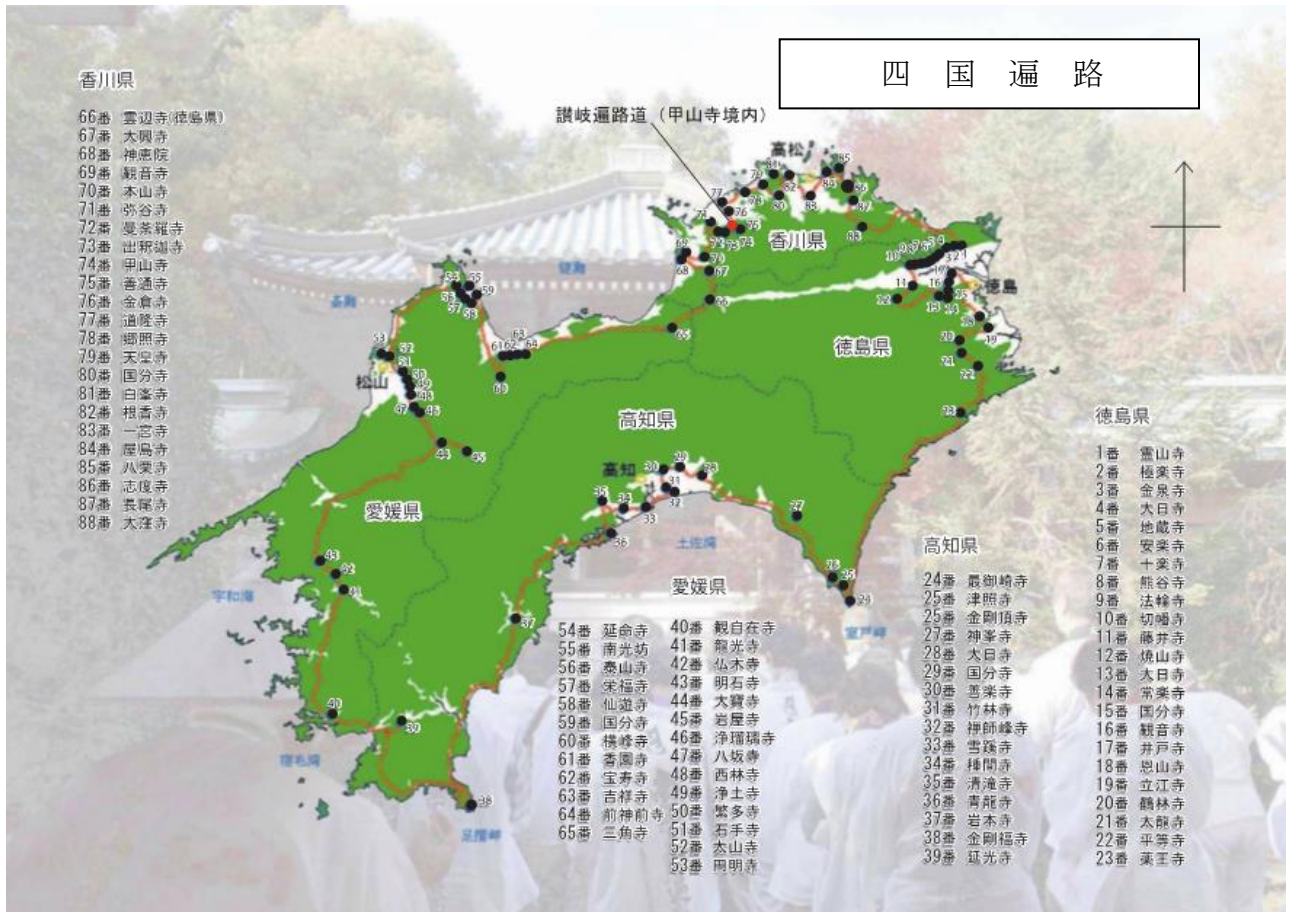 四国遍路
香川県
66番 雲辺寺(徳島県)
67番 大興寺
68番 神恵院
69番 観音寺
70番 本山寺
71番 弥谷寺
72番 曼荼羅寺
73番 出釈迦寺
74番 甲山寺
75番 善通寺
76番 金倉寺
77番 道隆寺
78番 郷照寺
79番 天皇寺
80番 国分寺
81番 白峯寺
82番 根香寺
83番 一宮寺
84番 屋島寺
85番 八栗寺
86番 志度寺
87番 長尾寺
88番 大窪寺
讃岐遍路道（甲山寺境内）
高松
香川県
徳島
徳島県
松山
高知県
高知
愛媛県
土佐湾
宇和海
宿毛湾
室戸岬
足摺岬
愛媛県
54番 延命寺
55番 南光坊
56番 泰山寺
57番 栄福寺
58番 仙遊寺
59番 国分寺
60番 横峰寺
61番 香園寺
62番 宝寿寺
63番 吉祥寺
64番 前神前寺
65番 三角寺
40番 観自在寺
41番 龍光寺
42番 仏木寺
43番 明石寺
44番 大寶寺
45番 岩屋寺
46番 浄瑠璃寺
47番 八坂寺
48番 西林寺
49番 浄土寺
50番 繁多寺
51番 石手寺
52番 太山寺
53番 円明寺
高知県
24番 最御崎寺
25番 津照寺
25番 金剛頂寺
27番 神峯寺
28番 大日寺
29番 国分寺
30番 善楽寺
31番 竹林寺
32番 禅師峰寺
33番 雪蹊寺
34番 種間寺
35番 清滝寺
36番 青龍寺
37番 岩本寺
38番 金剛福寺
39番 延光寺
徳島県
1番 霊山寺
2番 極楽寺
3番 金泉寺
4番 大日寺
5番 地蔵寺
6番 安楽寺
7番 十楽寺
8番 熊谷寺
9番 法輪寺
10番 切幡寺
11番 藤井寺
12番 焼山寺
13番 大日寺
14番 常楽寺
15番 国分寺
16番 観音寺
17番 井戸寺
18番 恩山寺
19番 立江寺
20番 鶴林寺
21番 太龍寺
22番 平等寺
23番 薬王寺